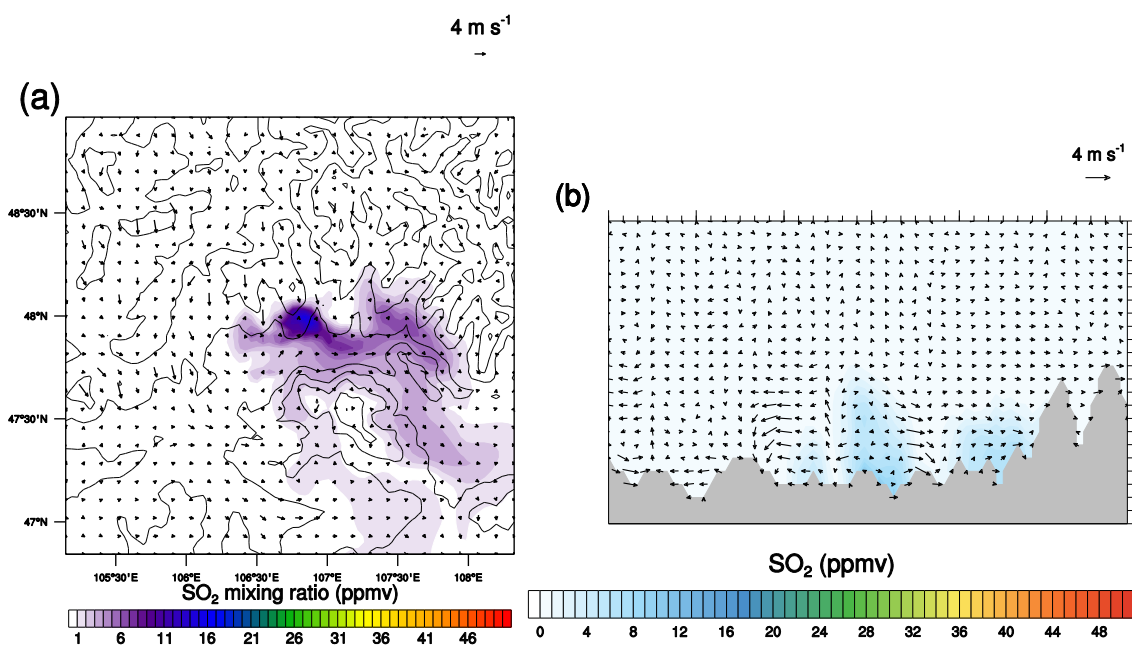 4 m s⁻¹
(a)
48°30'N
48°N
47°30'N
47°N
105°30'E 106°E 106°30'E 107°E 107°30'E 108°E
SO₂ mixing ratio (ppmv)
1 6 11 16 21 26 31 36 41 46
4 m s⁻¹
(b)
SO₂ (ppmv)
0 4 8 12 16 20 24 28 32 36 40 44 48